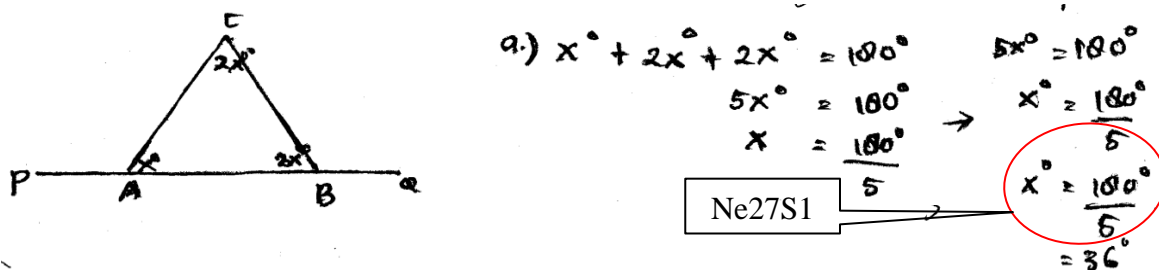 C
2x°
x° 2x°
P A B Q
a.) x° + 2x° + 2x° = 180°
5x° = 180°
x = 180°/5
→
5x° = 180°
x° = 180°/5
x° = 180°/5
= 36°
Ne27S1